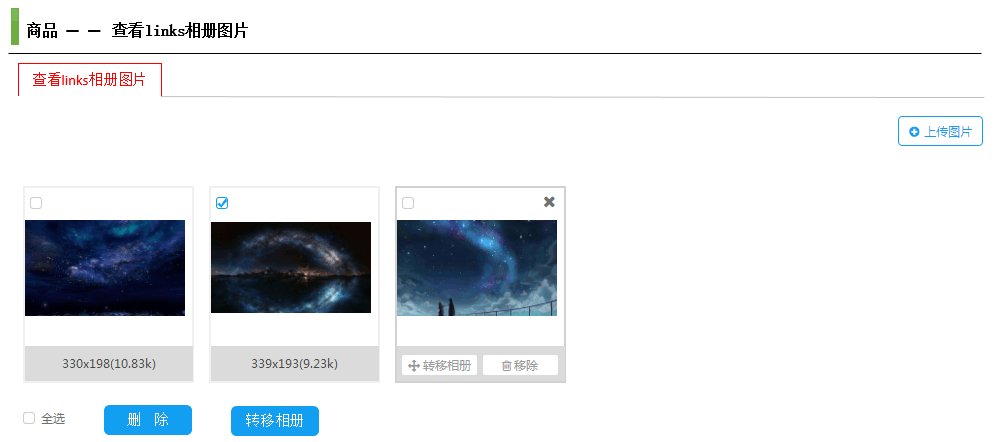 商品 — — 查看links相册图片
查看links相册图片
上传图片
330x198(10.83k)
339x193(9.23k)
转移相册
移除
全选
删 除
转移相册